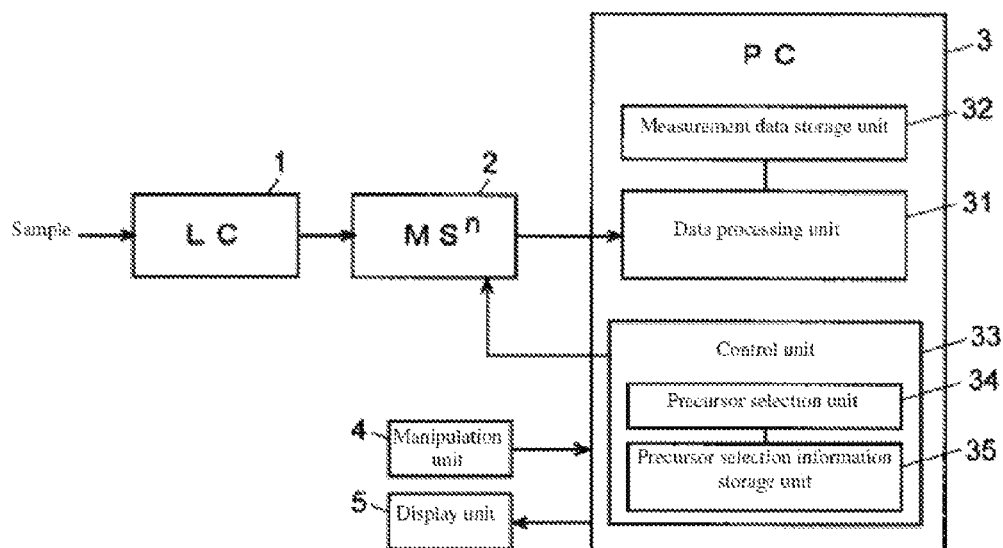 3
P C
32
Measurement data storage unit
1
2
31
Sample
L C
M S n
Data processing unit
33
Control unit
34
Precursor selection unit
4
Manipulation
unit
35
Precursor selection information
storage unit
5
Display unit